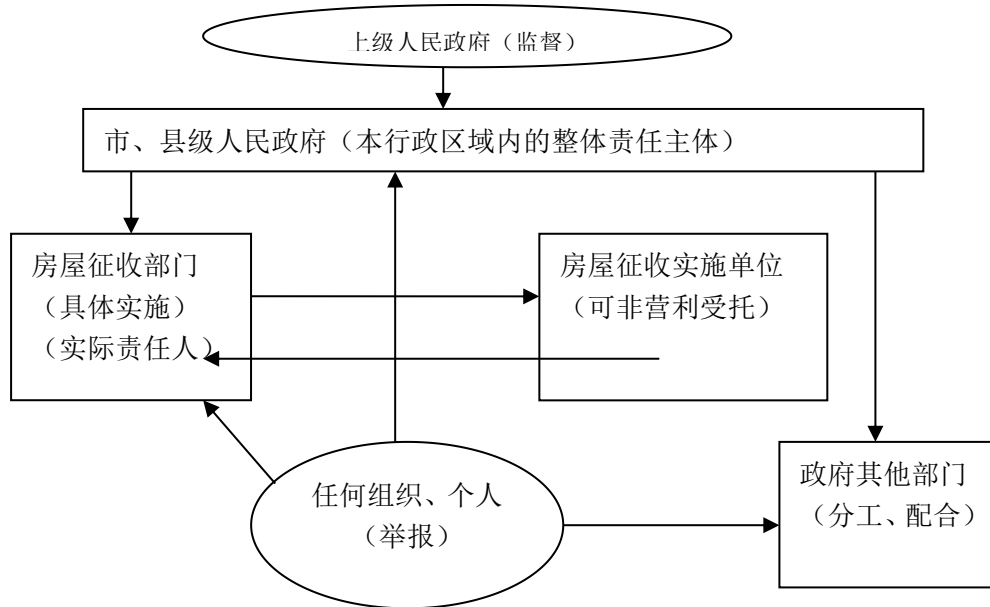 上级人民政府（监督）
市、县级人民政府（本行政区域内的整体责任主体）
房屋征收部门
（具体实施）
（实际责任人）
房屋征收实施单位
（可非营利受托）
任何组织、个人
（举报）
政府其他部门
（分工、配合）